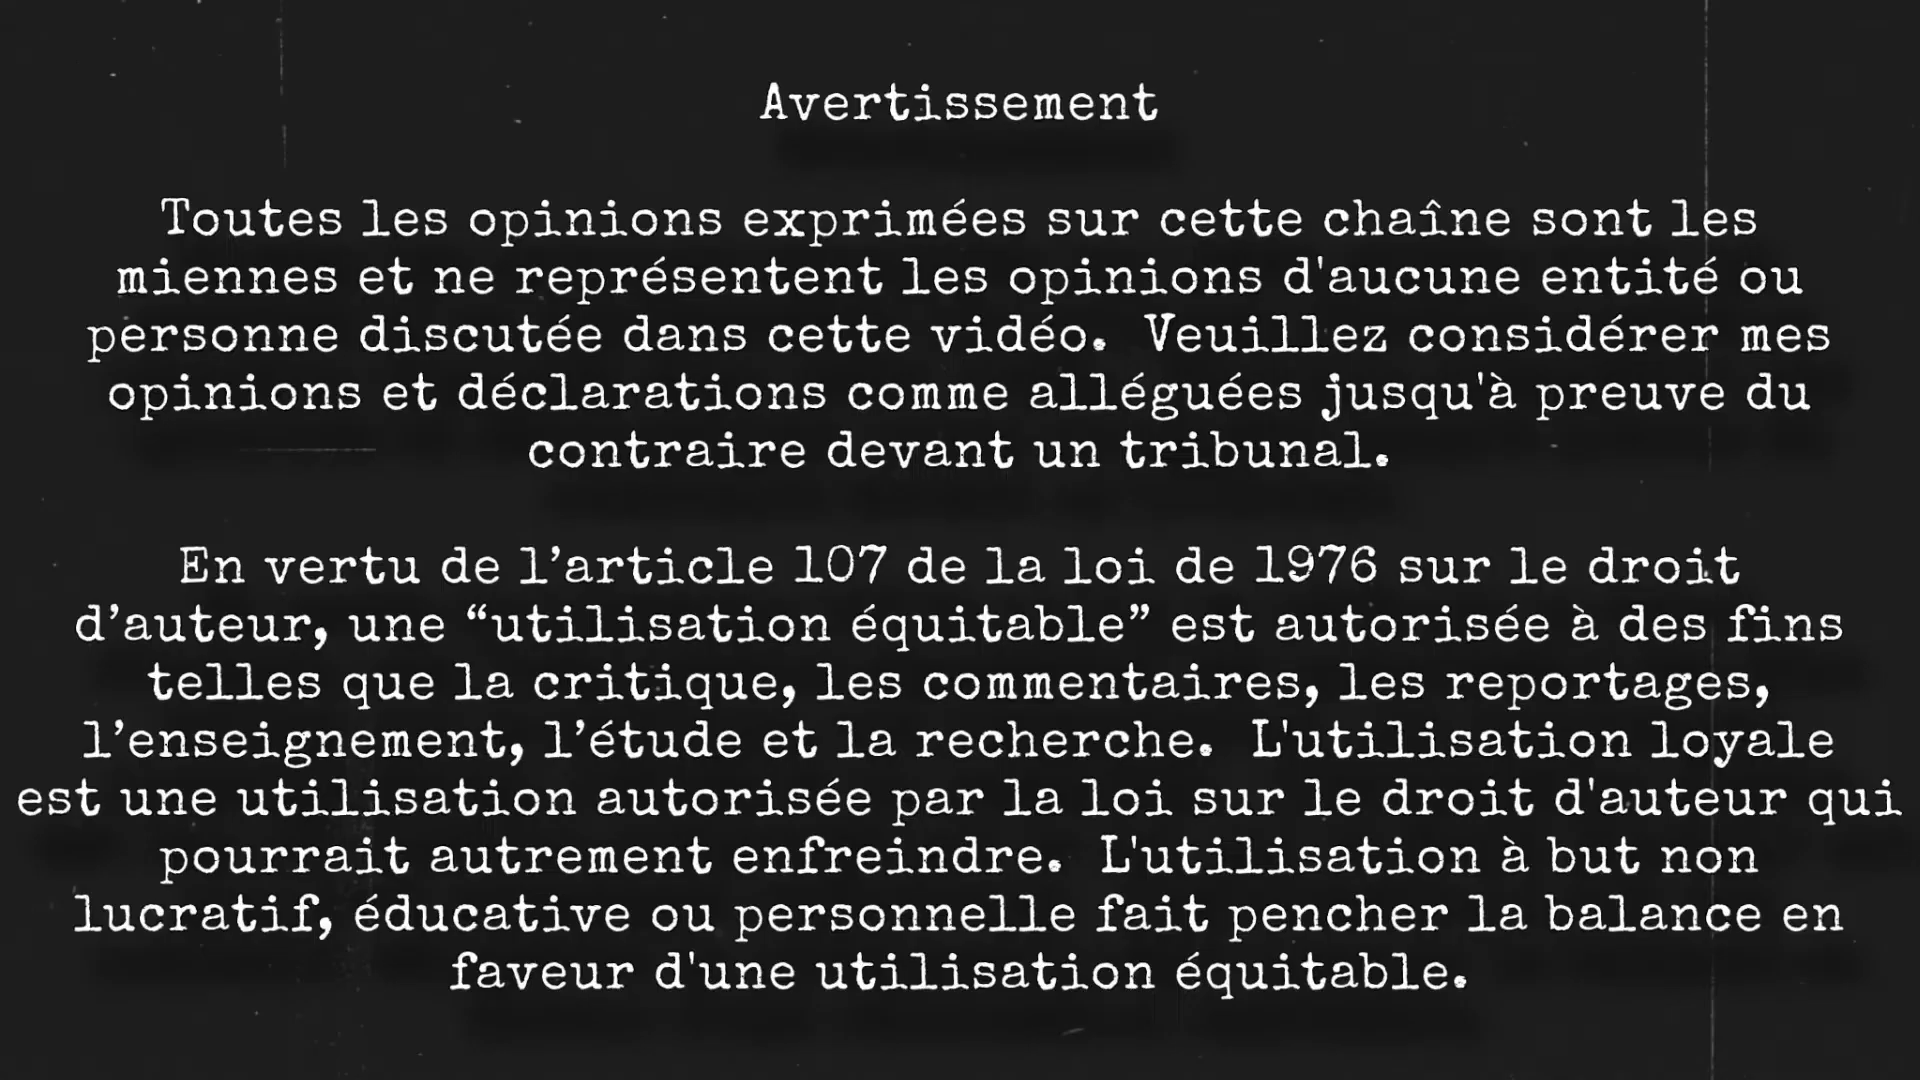 Avertissement
Toutes les opinions exprimées sur cette chaîne sont les
miennes et ne représentent les opinions d'aucune entité ou
personne discutée dans cette vidéo. Veuillez considérer mes
opinions et déclarations comme alléguées jusqu'à preuve du
contraire devant un tribunal.
En vertu de l’article 107 de la loi de 1976 sur le droit
d’auteur, une “utilisation équitable” est autorisée à des fins
telles que la critique, les commentaires, les reportages,
l’enseignement, l’étude et la recherche. L'utilisation loyale
est une utilisation autorisée par la loi sur le droit d'auteur qui
pourrait autrement enfreindre. L'utilisation à but non
lucratif, éducative ou personnelle fait pencher la balance en
faveur d'une utilisation équitable.